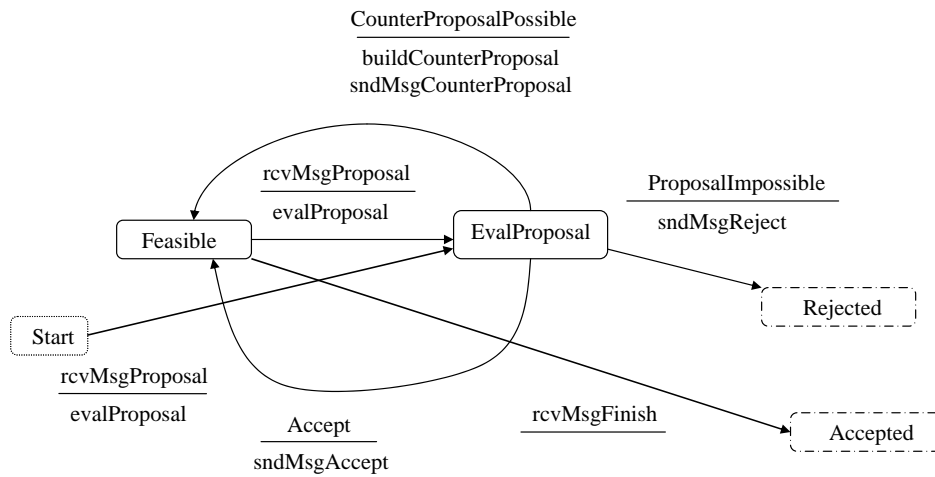 CounterProposalPossible
buildCounterProposal
sndMsgCounterProposal
rcvMsgProposal
evalProposal
ProposalImpossible
sndMsgReject
Feasible
EvalProposal
Rejected
Start
rcvMsgProposal
evalProposal
Accept
sndMsgAccept
rcvMsgFinish
Accepted